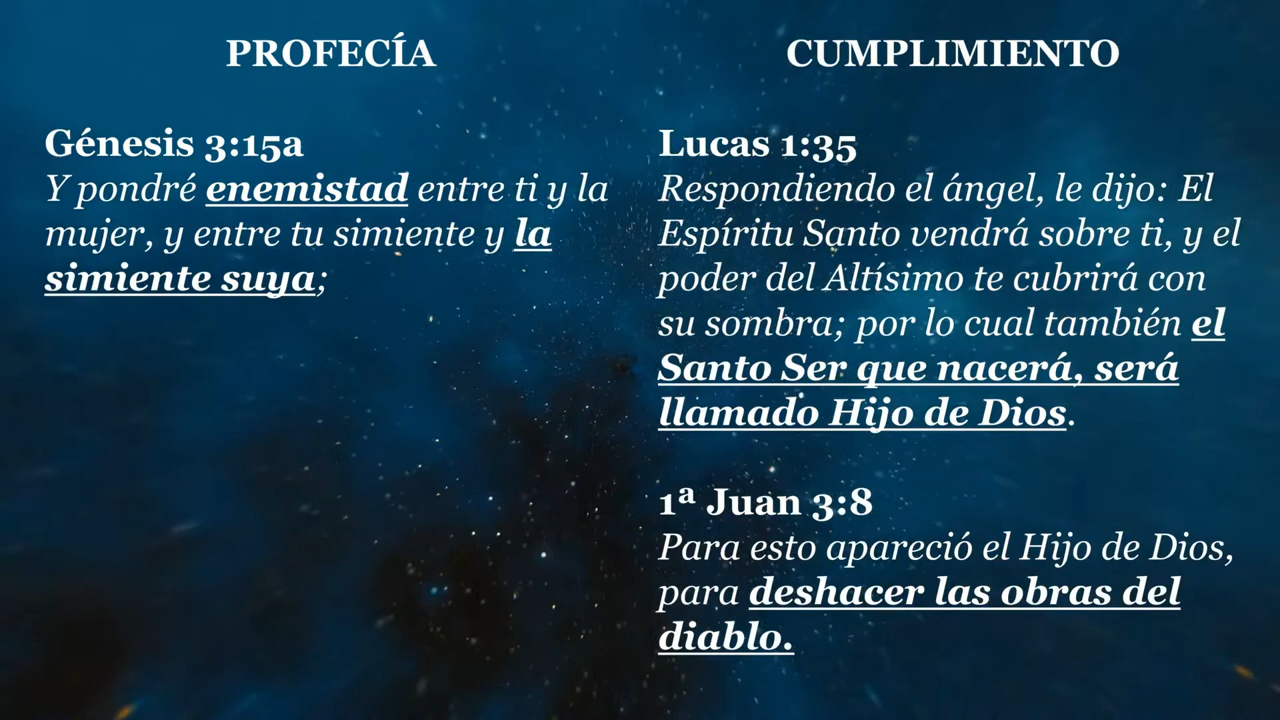 PROFECÍA
Génesis 3:15a
Y pondré enemistad entre ti y la
mujer, y entre tu simiente y la
simiente suya;
CUMPLIMIENTO
Lucas 1:35
Respondiendo el ángel, le dijo: El
Espíritu Santo vendrá sobre ti, y el
poder del Altísimo te cubrirá con
su sombra; por lo cual también el
Santo Ser que nacerá, será
llamado Hijo de Dios.
1ª Juan 3:8
Para esto apareció el Hijo de Dios,
para deshacer las obras del
diablo.